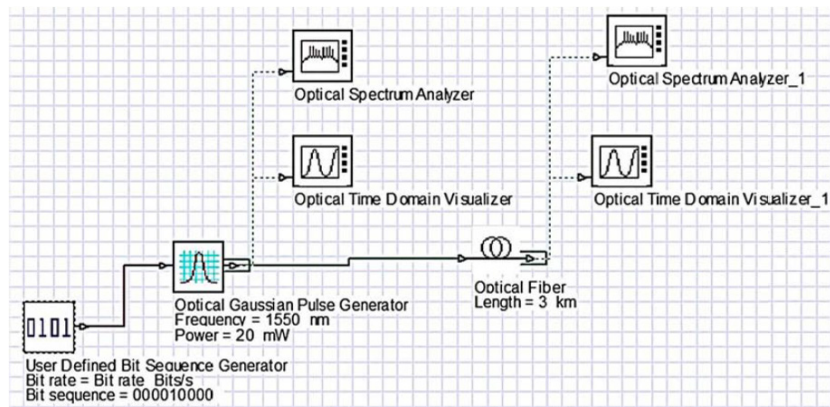 Optical Spectrum Analyzer
Optical Spectrum Analyzer_1
Optical Time Domain Visualizer
Optical Time Domain Visualizer_1
Optical Gaussian Pulse Generator
Frequency = 1550 nm
Power = 20 mW
Optical Fiber
Length = 3 km
0101
User Defined Bit Sequence Generator
Bit rate = Bit rate Bits/s
Bit sequence = 000010000